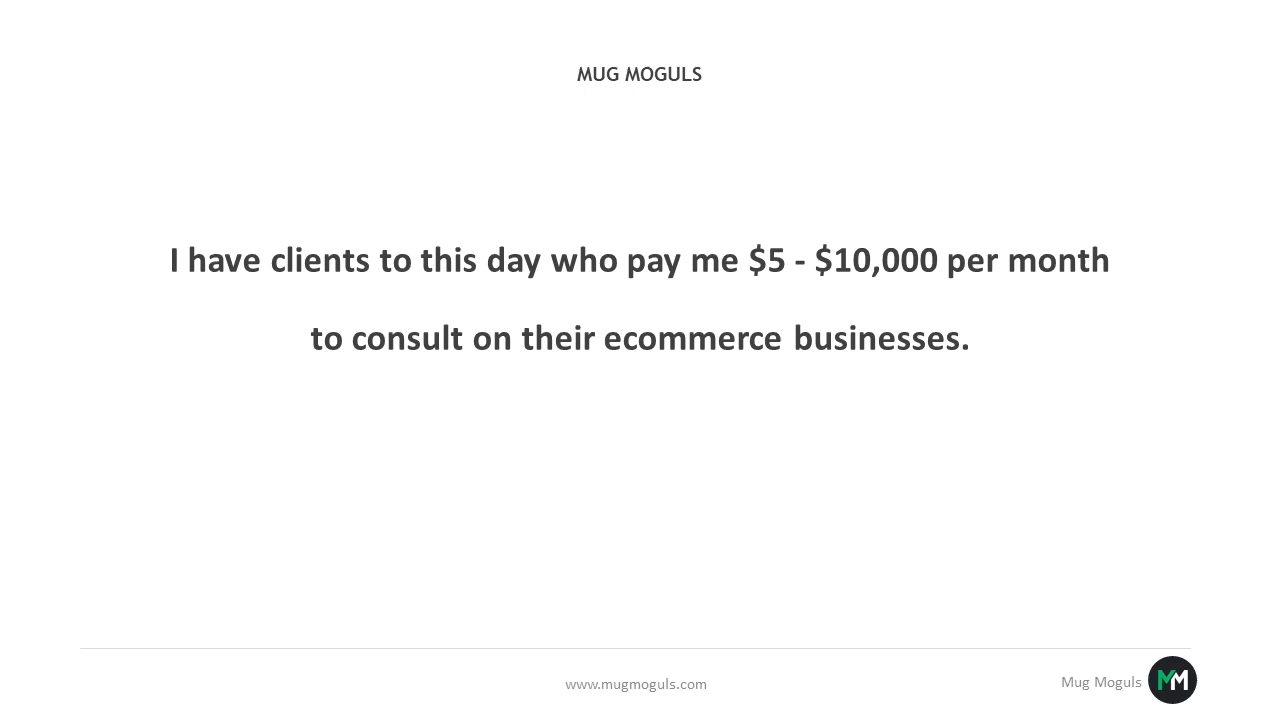 MUG MOGULS
I have clients to this day who pay me $5 - $10,000 per month
to consult on their ecommerce businesses.
www.mugmoguls.com
Mug Moguls
MM